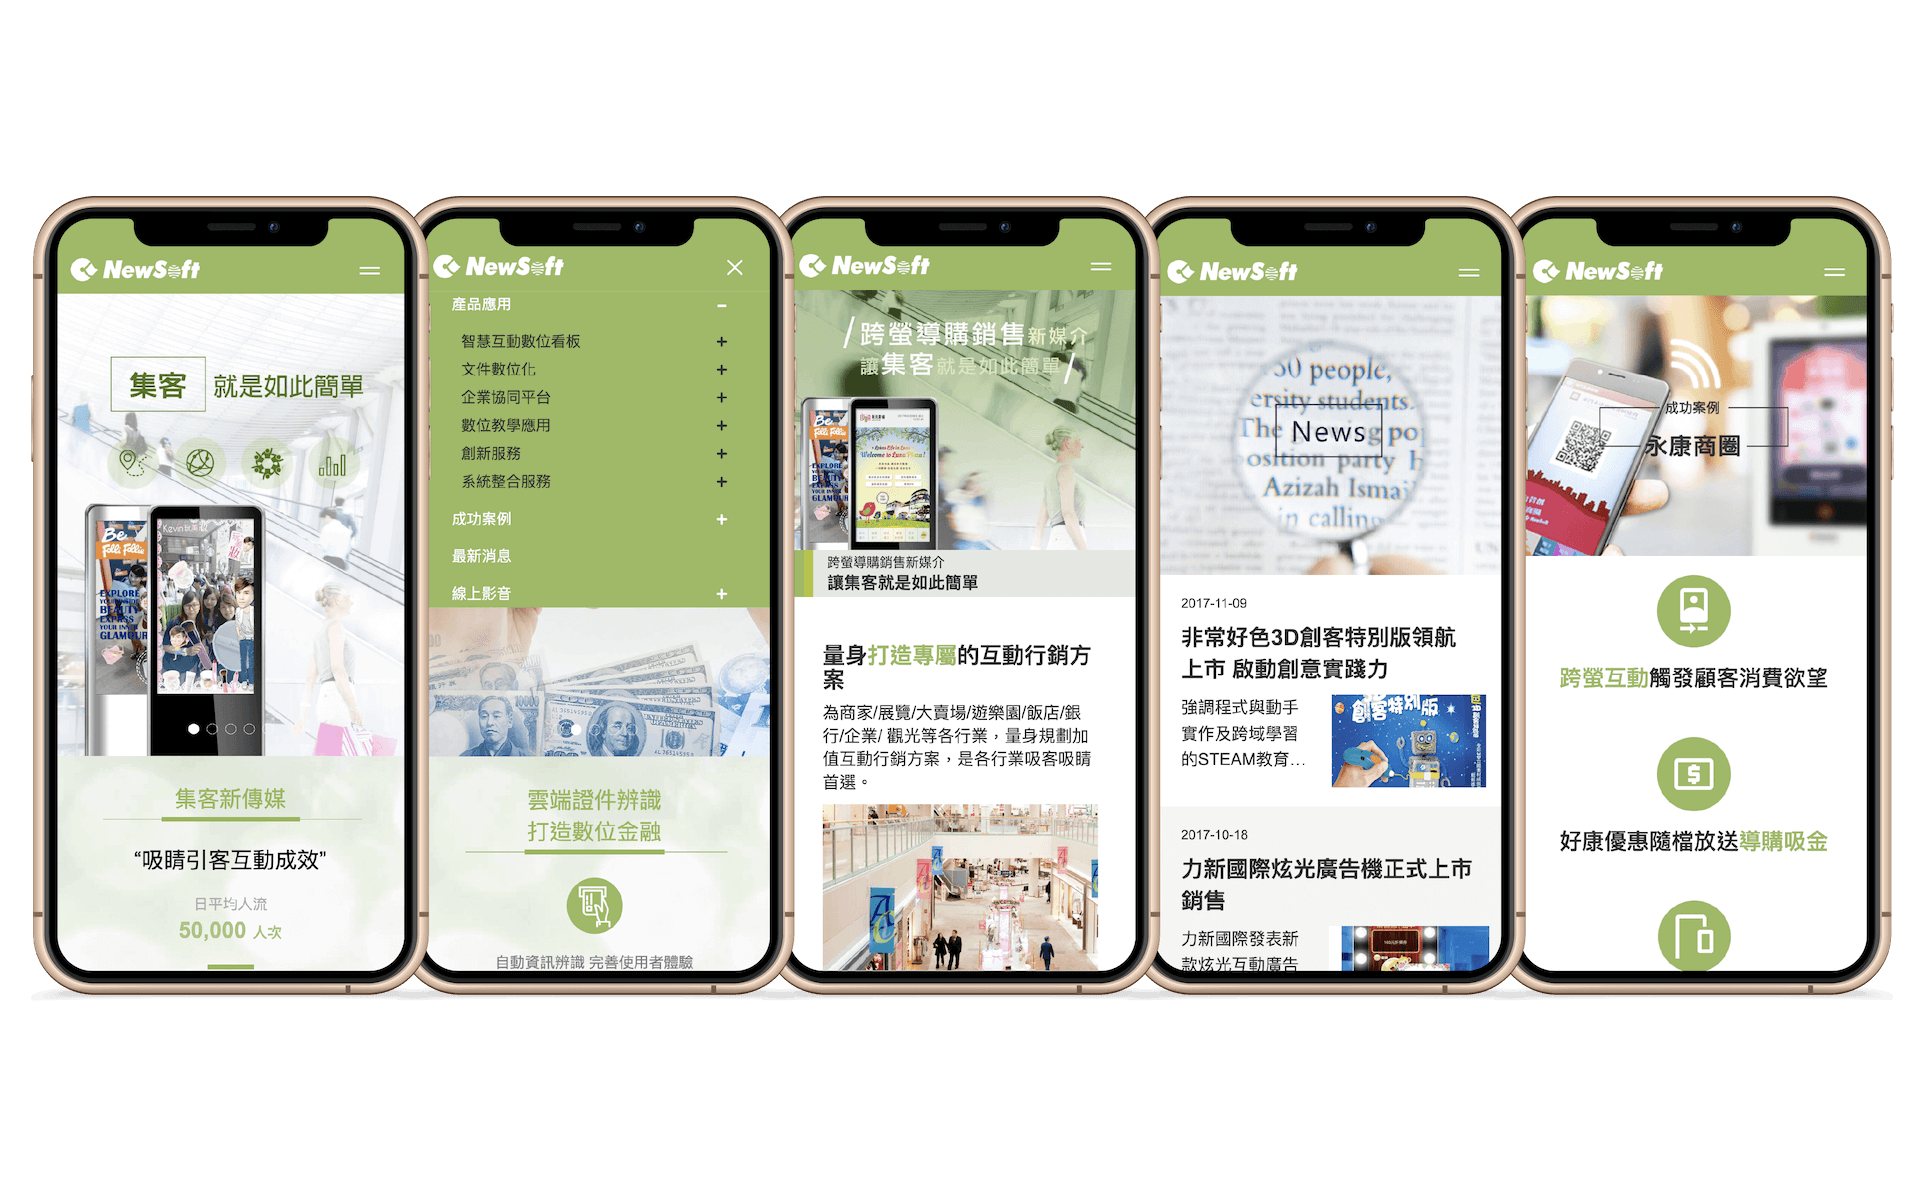 NewSoft
集客 就是如此簡單
Be
Folli Follie
EXPLORE
YOUR INNER
BEAUTY
EXPRESS
YOUR INNER
GLAMOUR
集客新傳媒
“吸睛引客互動成效”
日平均人流
50,000 人次
NewSoft
產品應用
智慧互動數位看板
文件數位化
企業協同平台
數位教學應用
創新服務
系統整合服務
成功案例
最新消息
線上影音
雲端證件辨識
打造數位金融
自動資訊辨識 完善使用者體驗
NewSoft
/跨螢導購銷售新媒介
讓集客就是如此簡單/
Be
Folli Follie
EXPLORE
YOUR INNER
BEAUTY
EXPRESS
YOUR INNER
GLAMOUR
跨螢導購銷售新媒介
讓集客就是如此簡單
量身打造專屬的互動行銷方
案
為商家/展覽/大賣場/遊樂園/飯店/銀
行/企業/ 觀光等各行業，量身規劃加
值互動行銷方案，是各行業吸客吸睛
首選。
NewSoft
50 people,
ersity students.
The
News
g po
osition party
Azizah Ismai
in calling
2017-11-09
非常好色3D創客特別版領航
上市 啟動創意實踐力
強調程式與動手
實作及跨域學習
的STEAM教育...
創客特別版
2017-10-18
力新國際炫光廣告機正式上市
銷售
力新國際發表新
款炫光互動廣告
NewSoft
成功案例
永康商圈
跨螢互動觸發顧客消費欲望
好康優惠隨檔放送導購吸金